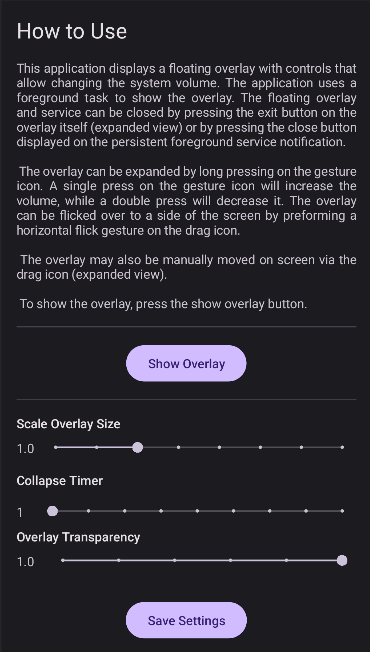 How to Use
This application displays a floating overlay with controls that
allow changing the system volume. The application uses a
foreground task to show the overlay. The floating overlay
and service can be closed by pressing the exit button on the
overlay itself (expanded view) or by pressing the close button
displayed on the persistent foreground service notification.
The overlay can be expanded by long pressing on the gesture
icon. A single press on the gesture icon will increase the
volume, while a double press will decrease it. The overlay
can be flicked over to a side of the screen by preforming a
horizontal flick gesture on the drag icon.
The overlay may also be manually moved on screen via the
drag icon (expanded view).
To show the overlay, press the show overlay button.
Show Overlay
Scale Overlay Size
1.0
Collapse Timer
1
Overlay Transparency
1.0
Save Settings